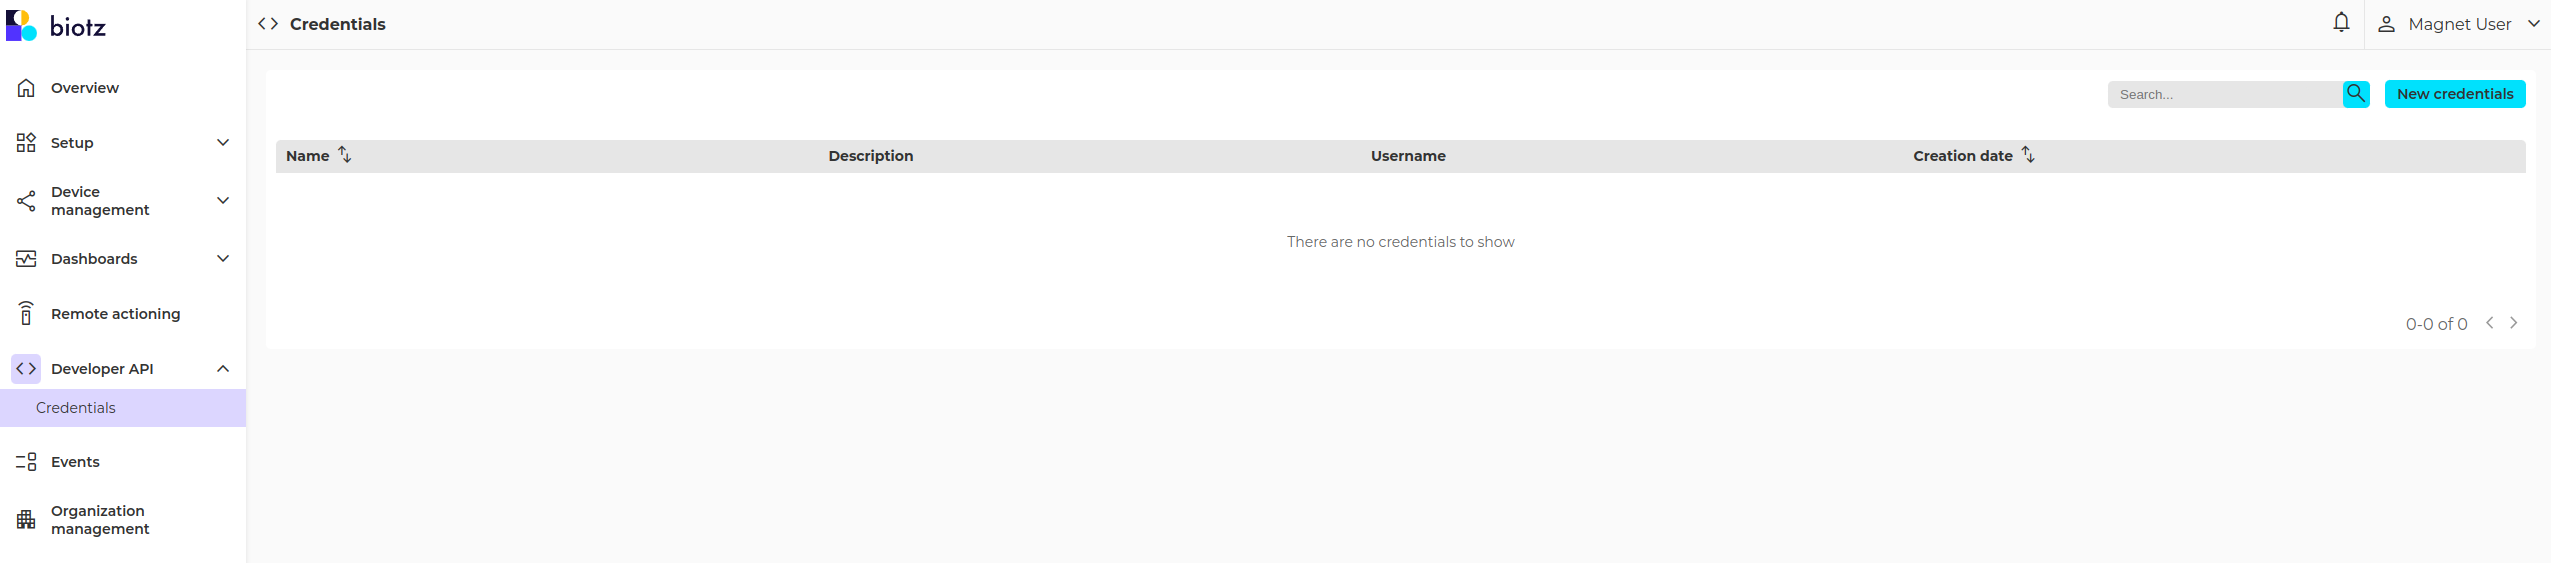 biotz
Credentials
Magnet User
Overview
Setup
Device
management
Dashboards
Remote actioning
Developer API
Credentials
Events
Organization
management
Search...
New credentials
Name Description Username Creation date
There are no credentials to show
0-0 of 0